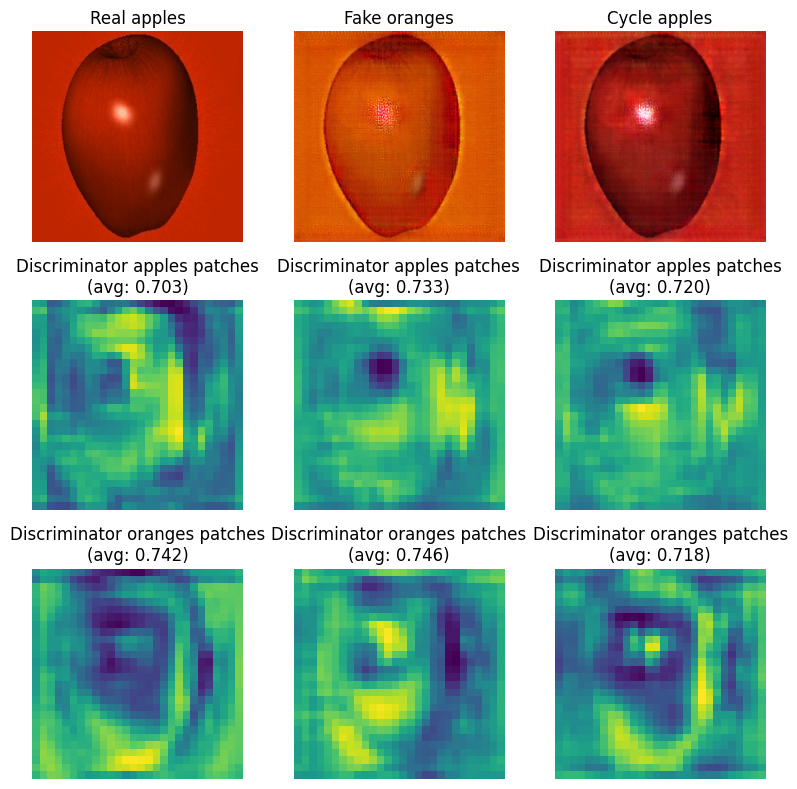 Real apples
Fake oranges
Cycle apples
Discriminator apples patches
(avg: 0.703)
Discriminator apples patches
(avg: 0.733)
Discriminator apples patches
(avg: 0.720)
Discriminator oranges patches
(avg: 0.742)
Discriminator oranges patches
(avg: 0.746)
Discriminator oranges patches
(avg: 0.718)